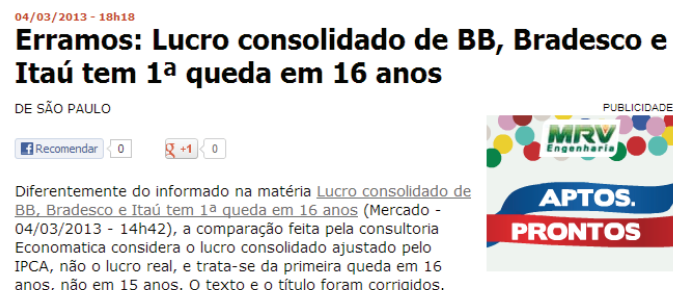 04/03/2013 - 18h18
Erramos: Lucro consolidado de BB, Bradesco e
Itaú tem 1ª queda em 16 anos
DE SÃO PAULO
PUBLICIDADE
Recomendar 0
+1 0
MRV
Engenharia
APTOS.
PRONTOS
Diferentemente do informado na matéria Lucro consolidado de
BB, Bradesco e Itaú tem 1ª queda em 16 anos (Mercado -
04/03/2013 - 14h42), a comparação feita pela consultoria
Economatica considera o lucro consolidado ajustado pelo
IPCA, não o lucro real, e trata-se da primeira queda em 16
anos, não em 15 anos. O texto e o título foram corrigidos.